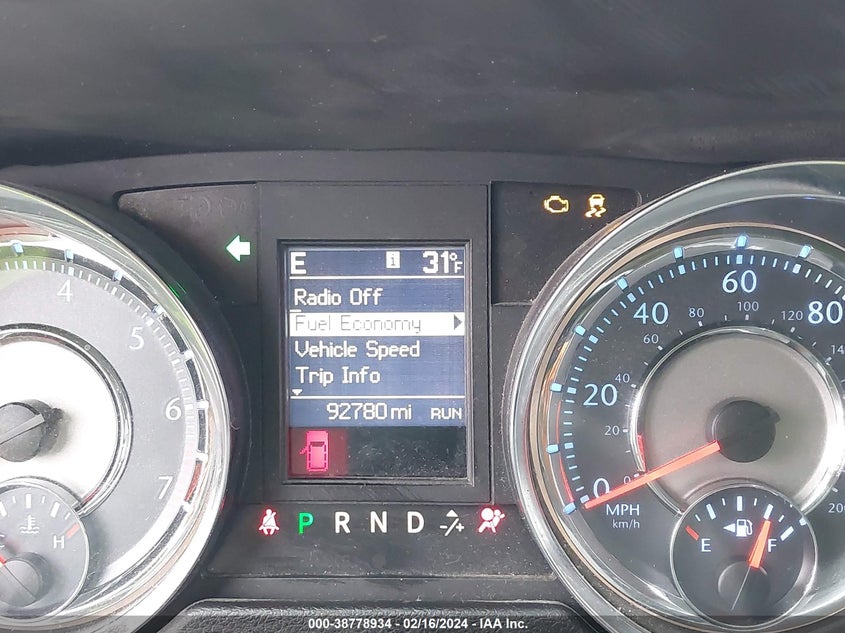 E i 31°F
Radio Off
Fuel Economy
Vehicle Speed
Trip Info
92780 mi RUN
4
5
6
7
H
P R N D -/+
0 20 40 60 80
0 20 40 60 80 100 120
MPH
km/h
E F
000-38778934 - 02/16/2024 - IAA Inc.